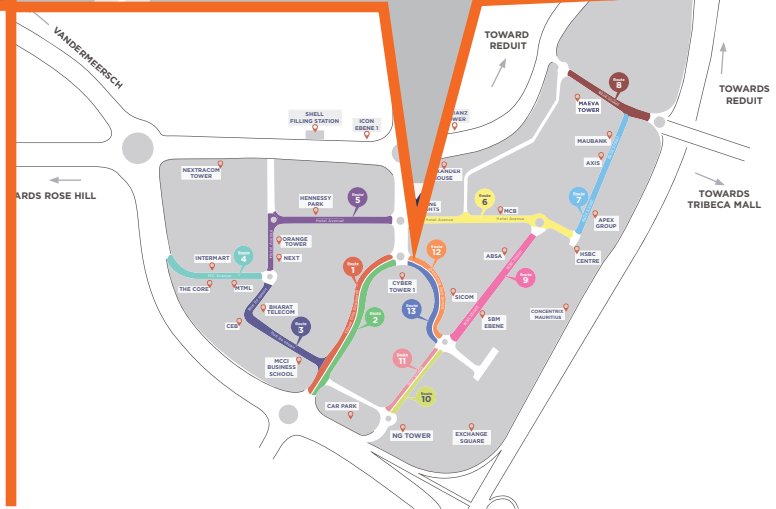 VANDERMEERSCH
TOWARD
REDUIT
TOWARDS
REDUIT
TOWARDS
TRIBECA MALL
ARDS ROSE HILL
SHELL
FILLING STATION
ICON
EBENE 1
NEXTRACOM
TOWER
HENNESSY
PARK
Route
5
Route
6
MCB
Hotel Avenue
Route
8
MAEVA
TOWER
MAUBANK
AXIS
Route
7
APEX
GROUP
HSBC
CENTRE
ORANGE
TOWER
NEXT
INTERMART
Route
4
THE CORE
MTML
BHARAT
TELECOM
CEB
Route
3
MCCI
BUSINESS
SCHOOL
Route
1
Route
2
CYBER
TOWER 1
Route
12
Route
13
SICOM
ABSA
Route
9
SBM
EBENE
CONCENTRIX
MAURITIUS
Route
11
Route
10
CAR PARK
NG TOWER
EXCHANGE
SQUARE